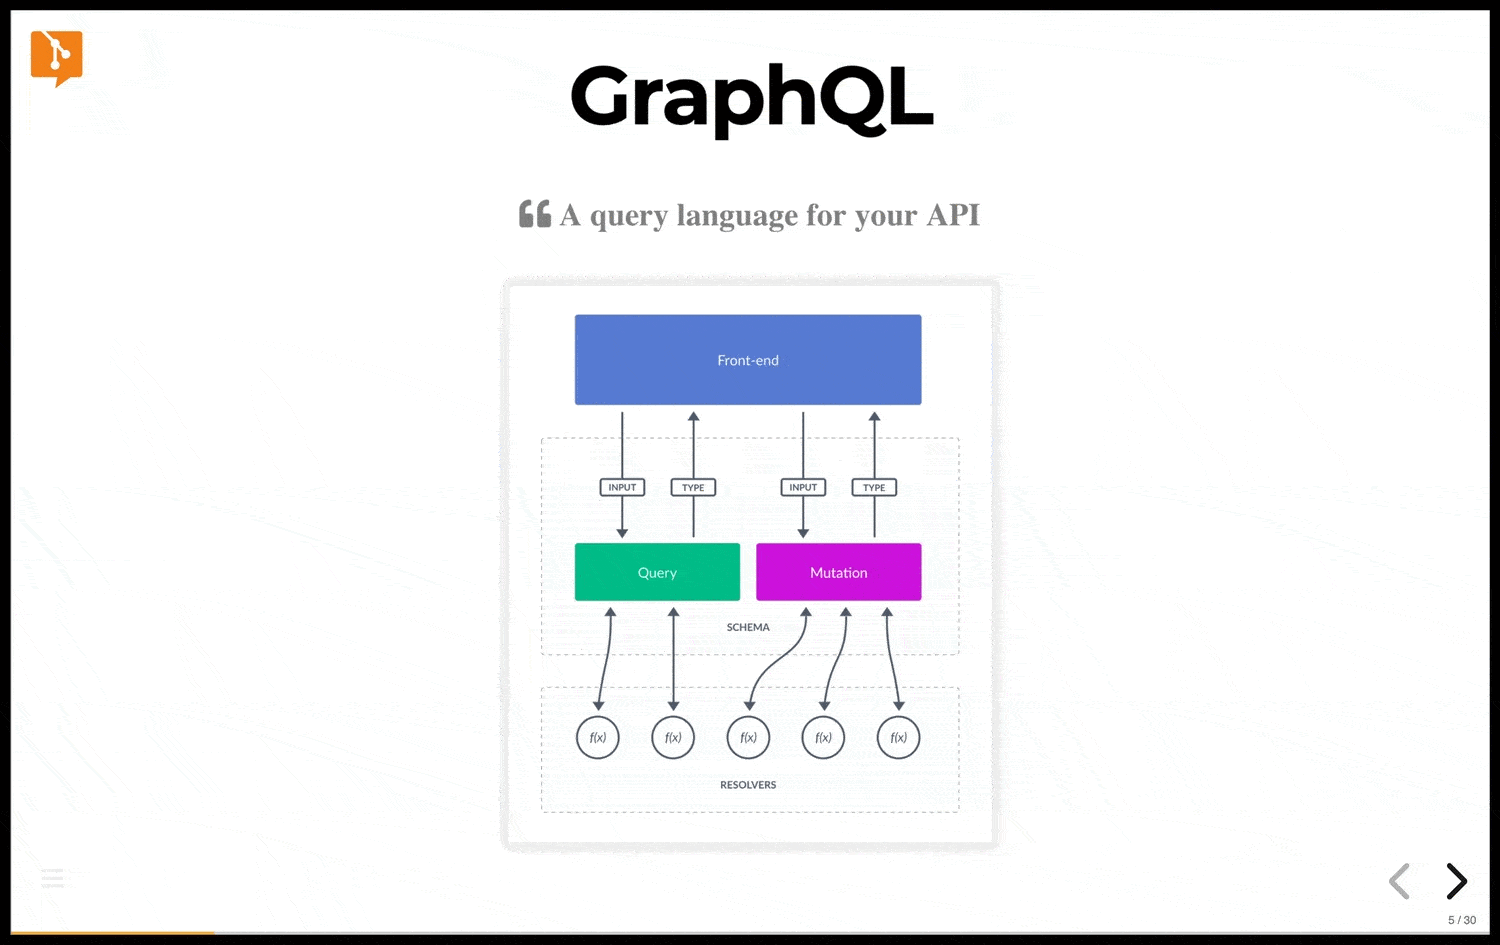 GraphQL
“ A query language for your API
Front-end
INPUT TYPE INPUT TYPE
Query Mutation
SCHEMA
f(x) f(x) f(x) f(x) f(x)
RESOLVERS
5 / 30